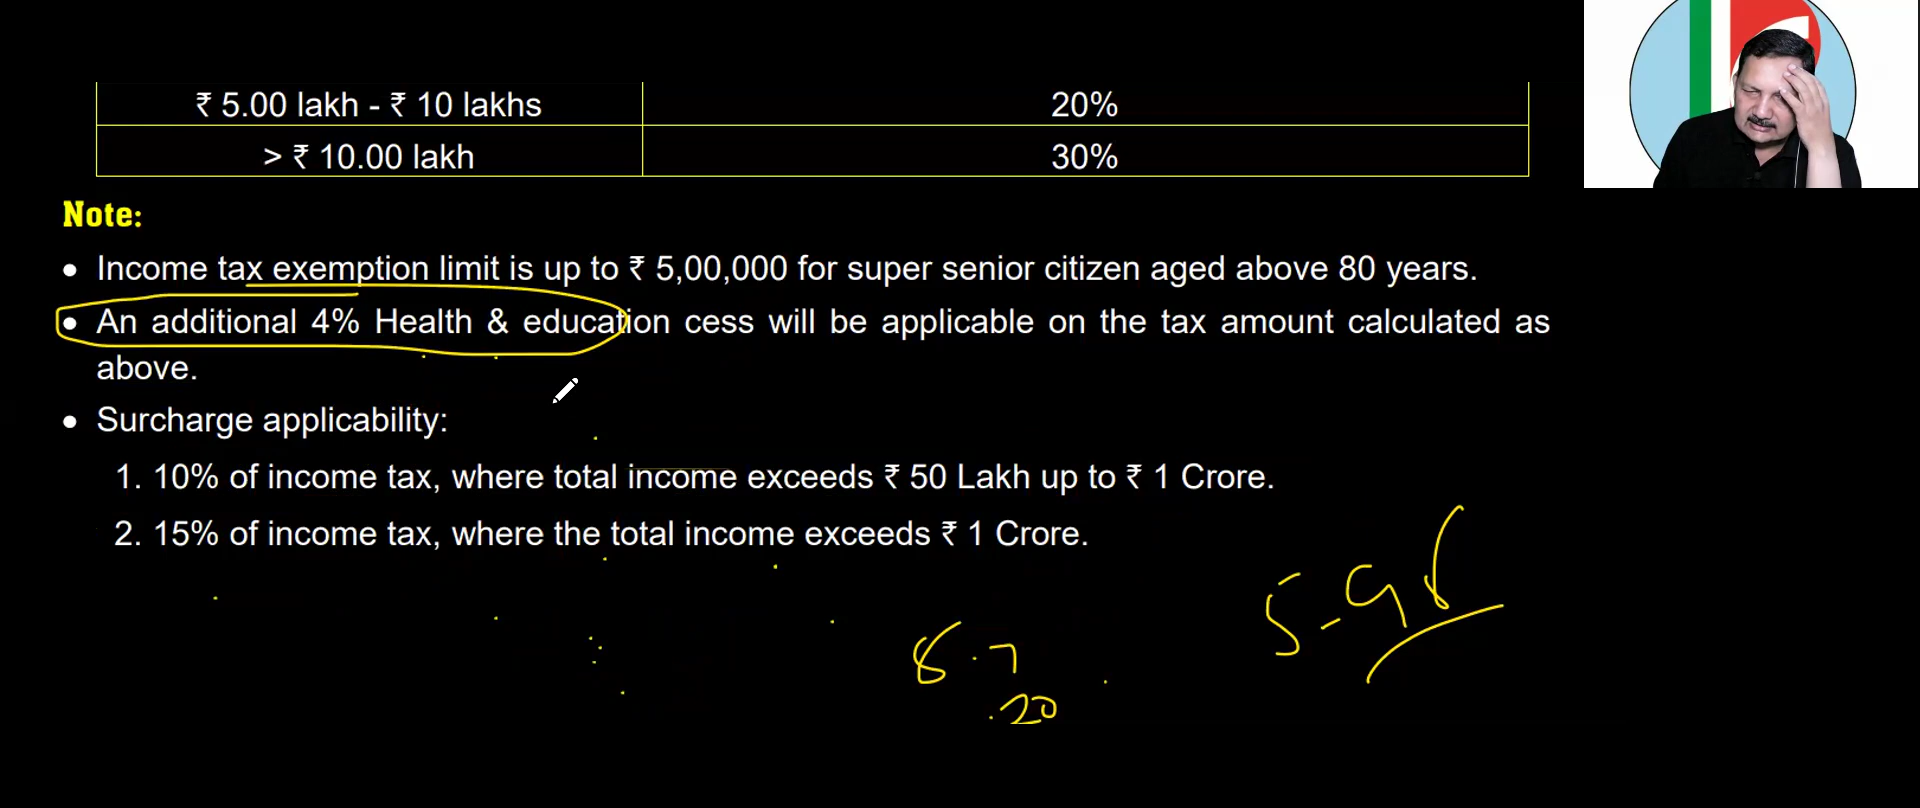 ₹ 5.00 lakh - ₹ 10 lakhs 20%
> ₹ 10.00 lakh 30%
Note:
• Income tax exemption limit is up to ₹ 5,00,000 for super senior citizen aged above 80 years.
• An additional 4% Health & education cess will be applicable on the tax amount calculated as
above.
• Surcharge applicability:
1. 10% of income tax, where total income exceeds ₹ 50 Lakh up to ₹ 1 Crore.
2. 15% of income tax, where the total income exceeds ₹ 1 Crore.
8.7
.20